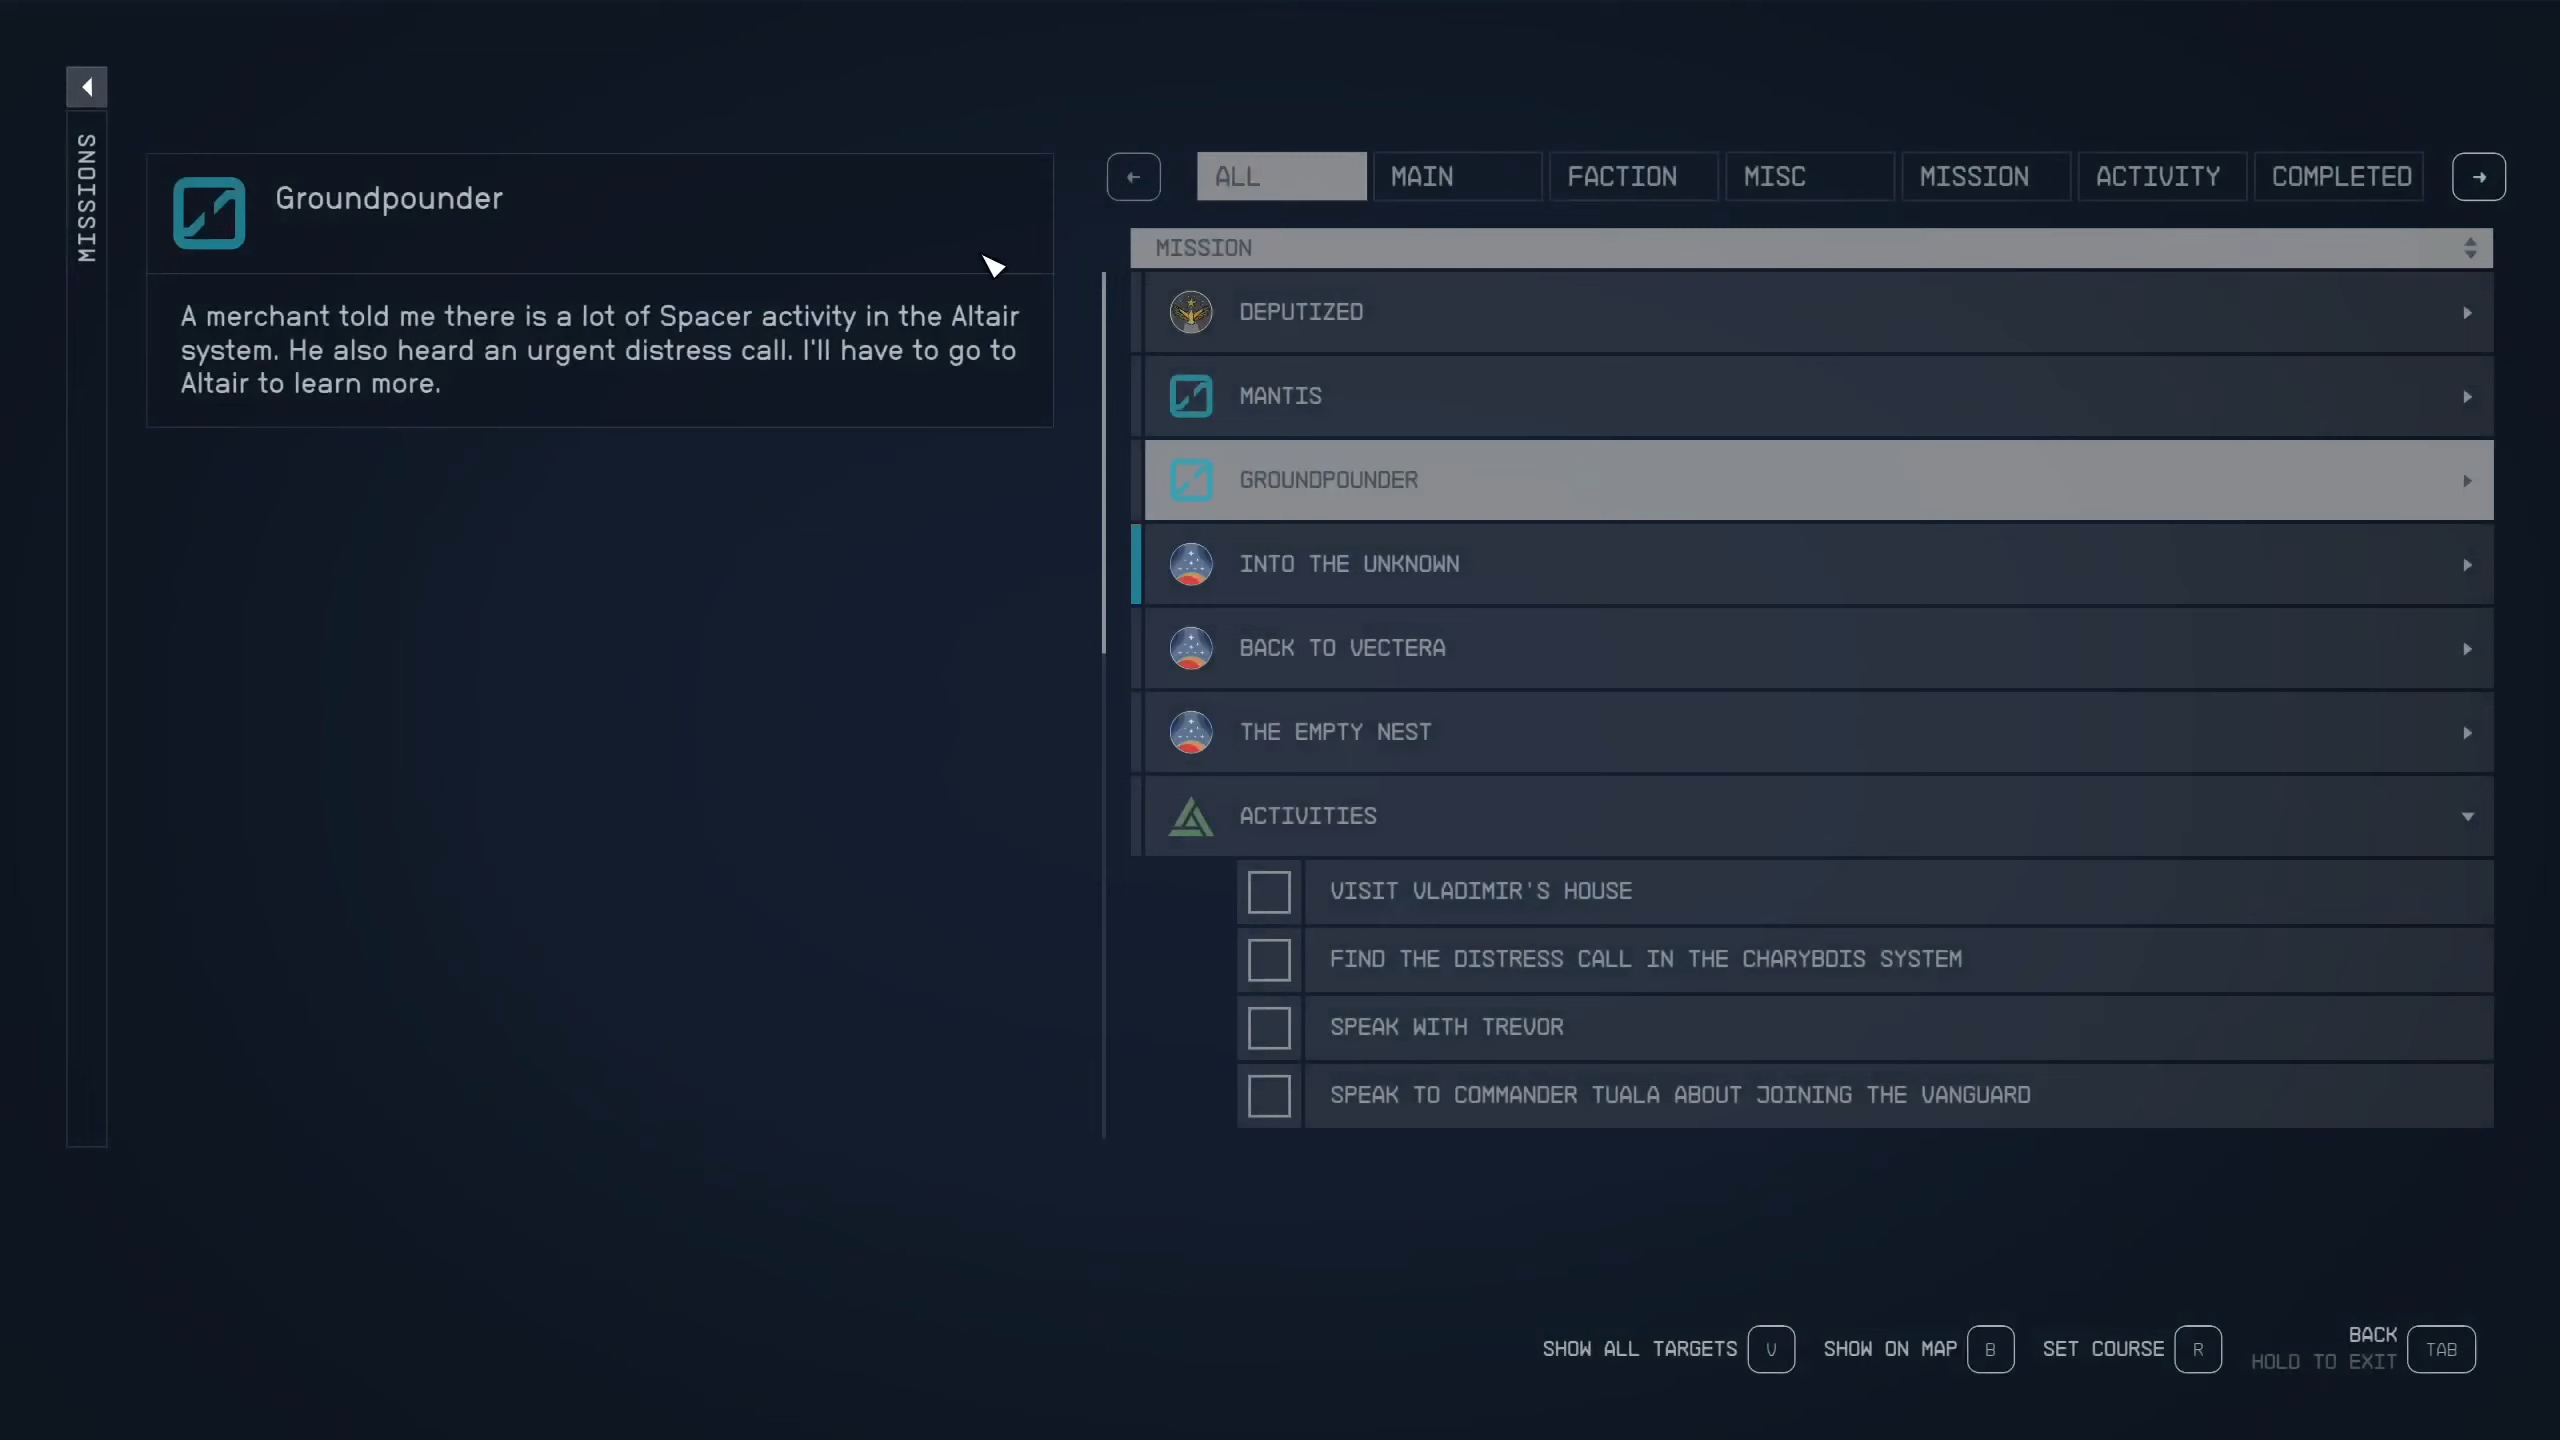 MISSIONS
Groundpounder
A merchant told me there is a lot of Spacer activity in the Altair
system. He also heard an urgent distress call. I'll have to go to
Altair to learn more.
ALL
MAIN
FACTION
MISC
MISSION
ACTIVITY
COMPLETED
MISSION
DEPUTIZED
MANTIS
GROUNDPOUNDER
INTO THE UNKNOWN
BACK TO VECTERA
THE EMPTY NEST
ACTIVITIES
VISIT VLADIMIR'S HOUSE
FIND THE DISTRESS CALL IN THE CHARYBDIS SYSTEM
SPEAK WITH TREVOR
SPEAK TO COMMANDER TUALA ABOUT JOINING THE VANGUARD
SHOW ALL TARGETS V
SHOW ON MAP B
SET COURSE R
BACK
HOLD TO EXIT
TAB